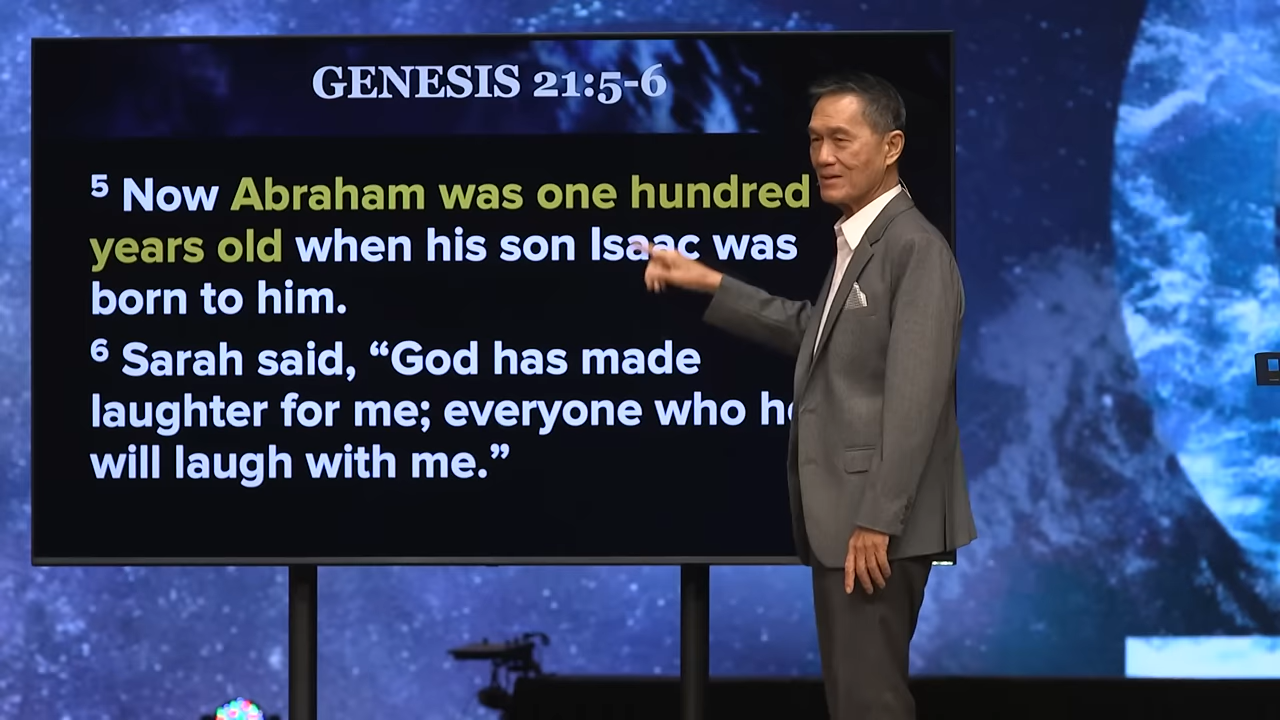 GENESIS 21:5-6
5 Now Abraham was one hundred
years old when his son Isaac was
born to him.
6 Sarah said, “God has made
laughter for me; everyone who
will laugh with me.”